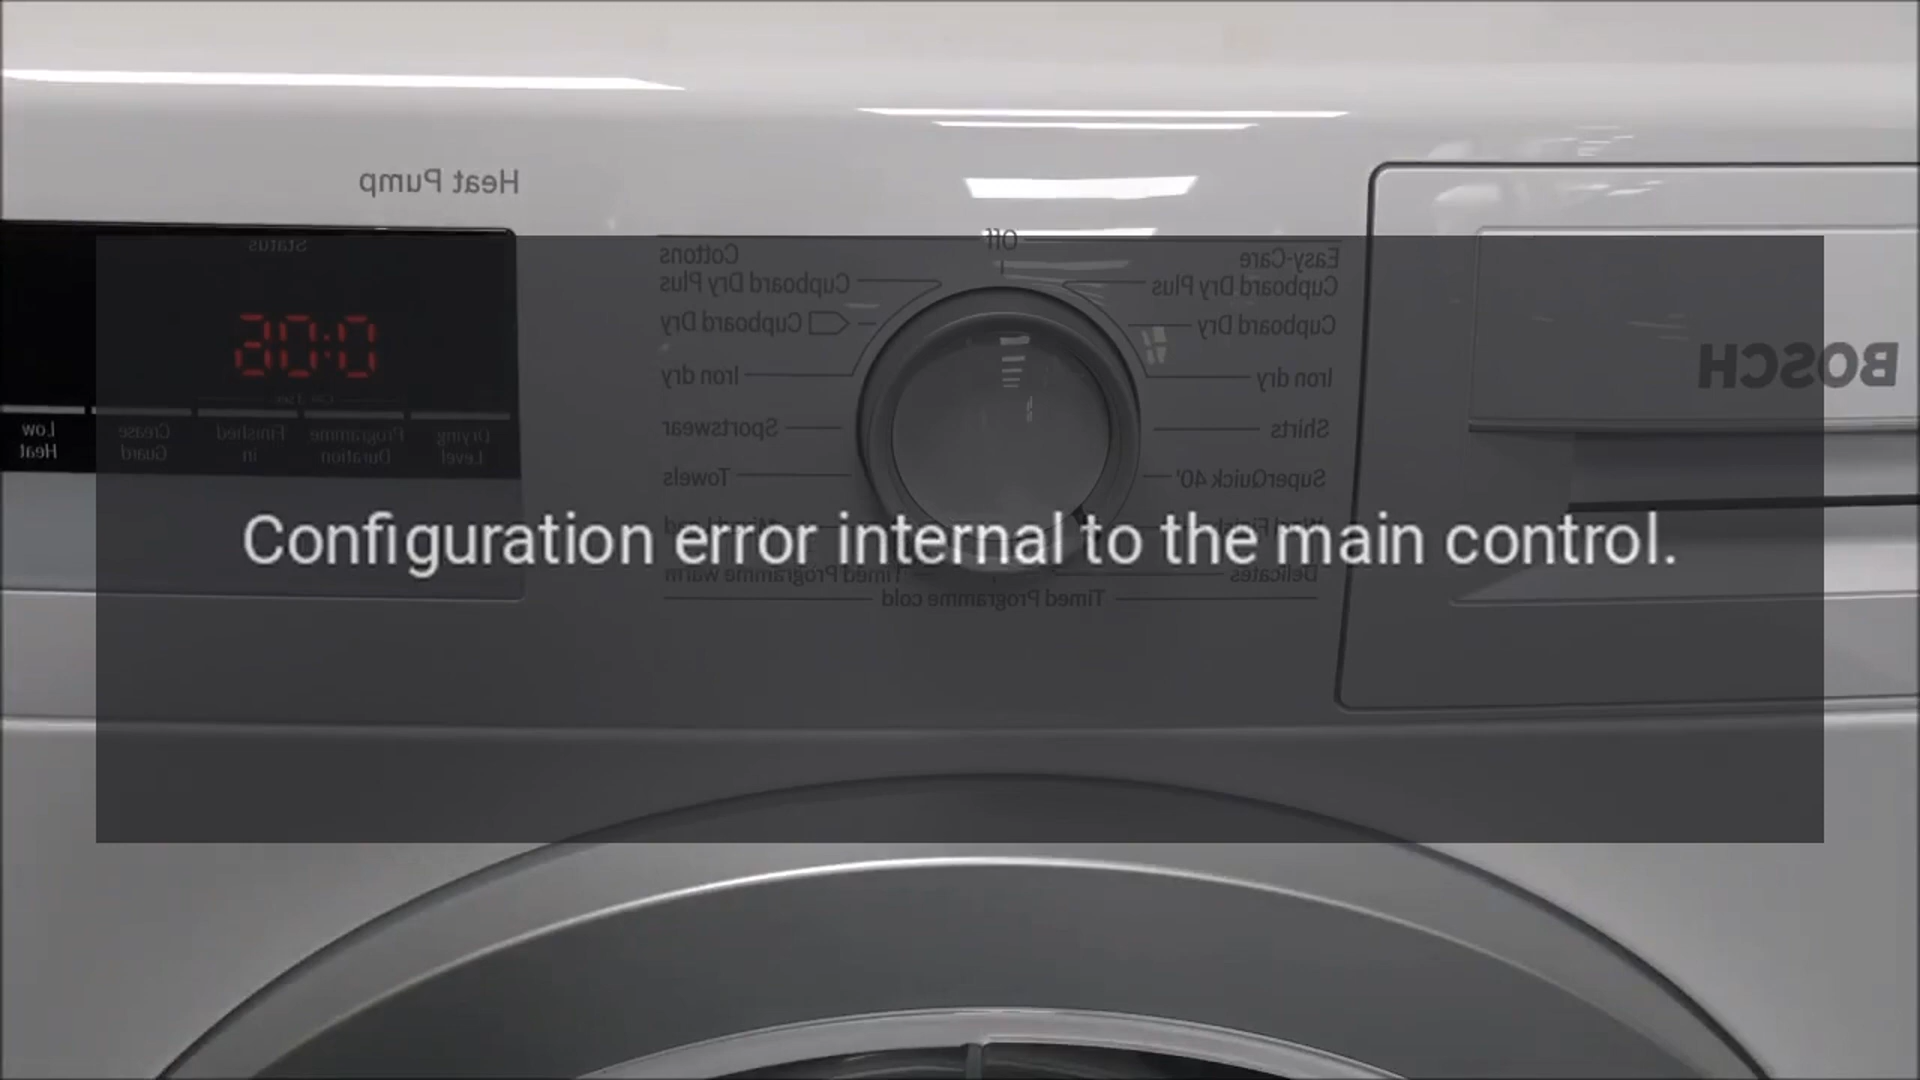 Heat Pump
Status
0:06
Low Heat
Crease Guard
Finished in
Programme Duration
Drying Level
Off
Cottons
Cupboard Dry Plus
Cupboard Dry
Iron dry
Sportswear
Towels
Timed Programme warm
Easy-Care
Cupboard Dry Plus
Cupboard Dry
Iron dry
Shirts
SuperQuick 40'
Delicates
Timed Programme cold
BOSCH
Configuration error internal to the main control.